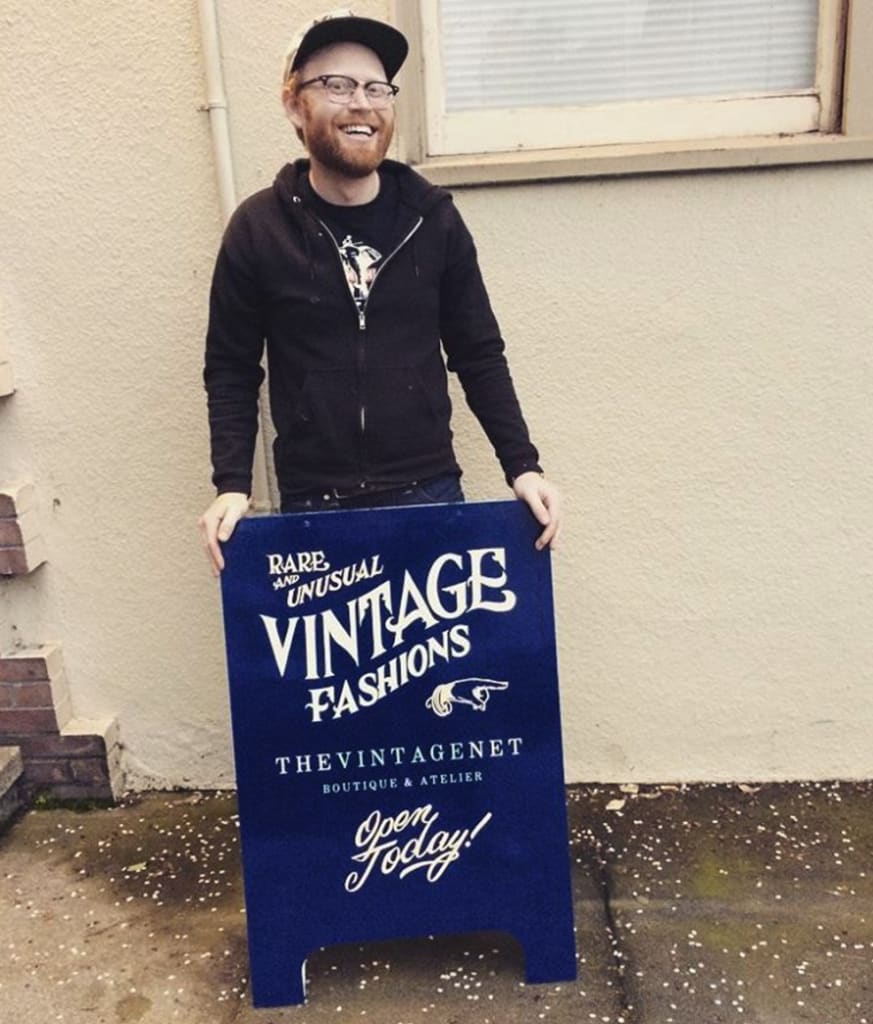 RARE
AND
UNUSUAL
VINTAGE
FASHIONS
THEVINTAGENET
BOUTIQUE & ATELIER
Open
Today!